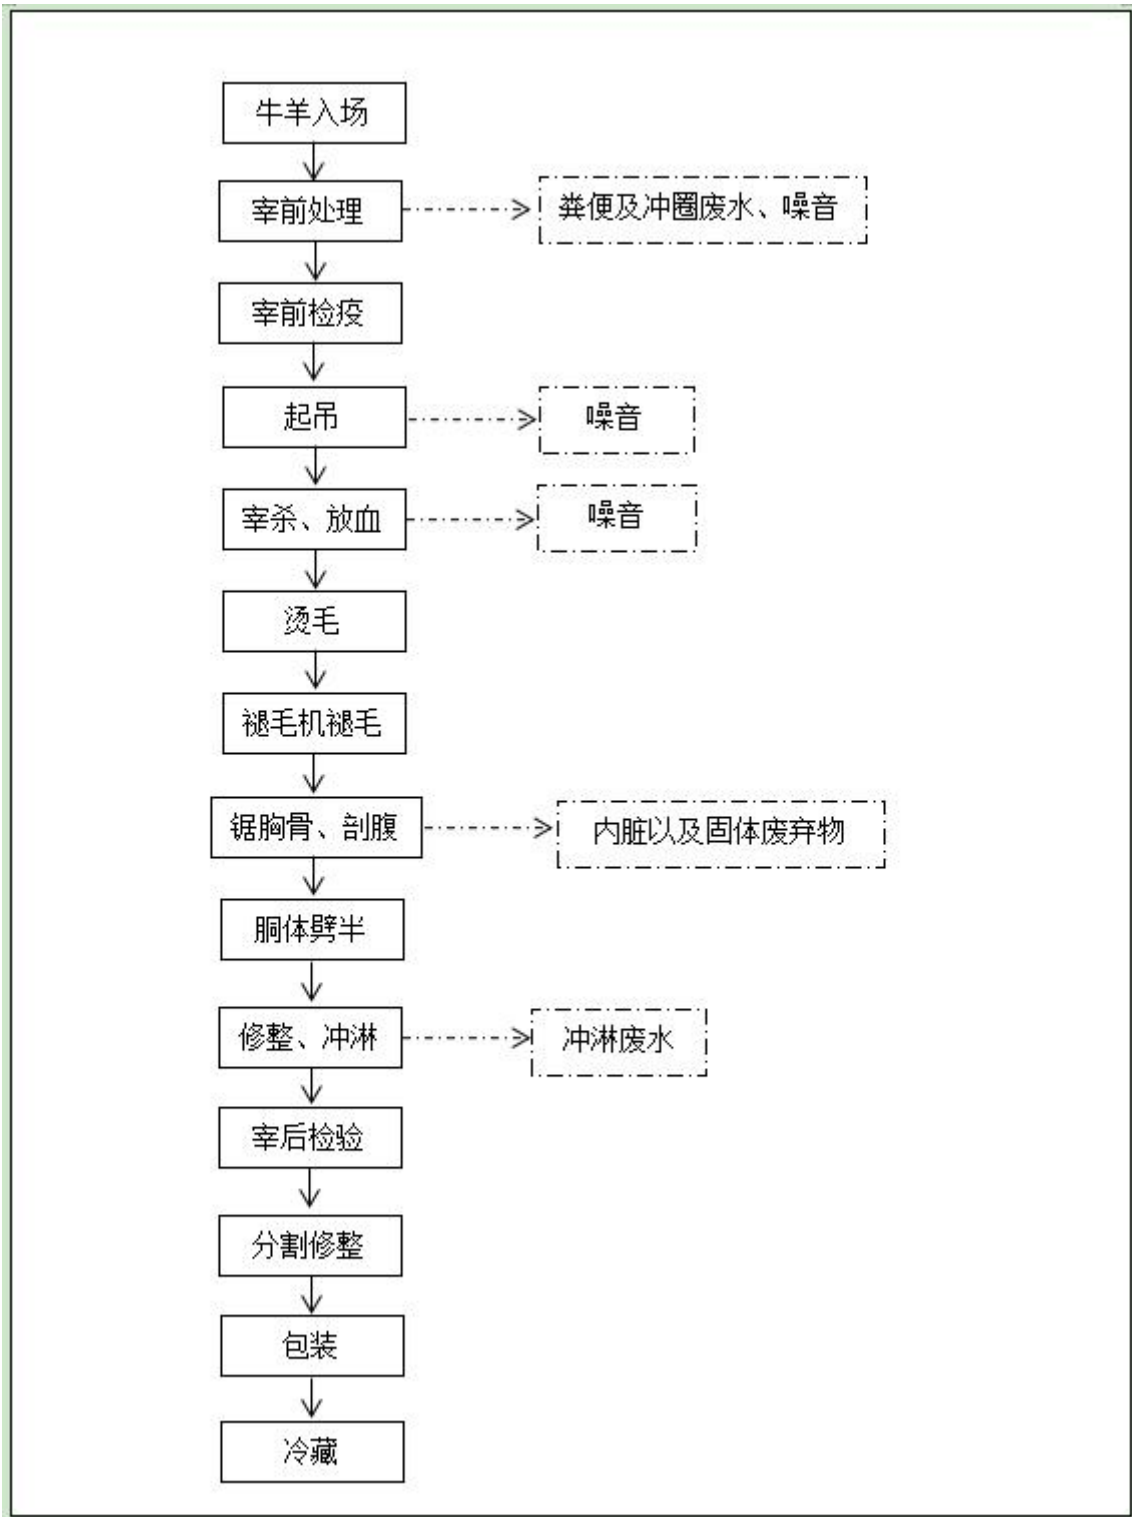 牛羊入场
宰前处理
粪便及冲圈废水、噪音
宰前检疫
起吊
噪音
宰杀、放血
噪音
烫毛
褪毛机褪毛
锯胸骨、剖腹
内脏以及固体废弃物
胴体劈半
修整、冲淋
冲淋废水
宰后检验
分割修整
包装
冷藏